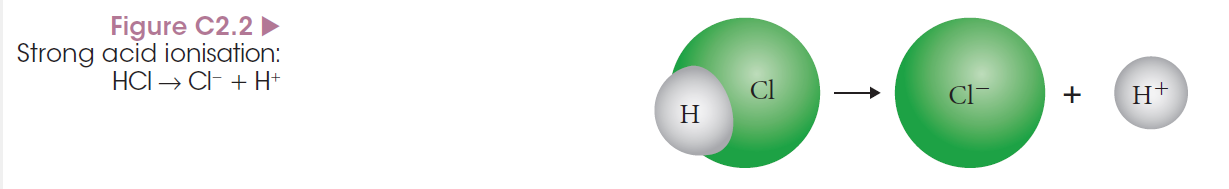 Figure C2.2 ▶
Strong acid ionisation:
HCl → Cl⁻ + H⁺
H
Cl
→
Cl⁻
+
H⁺